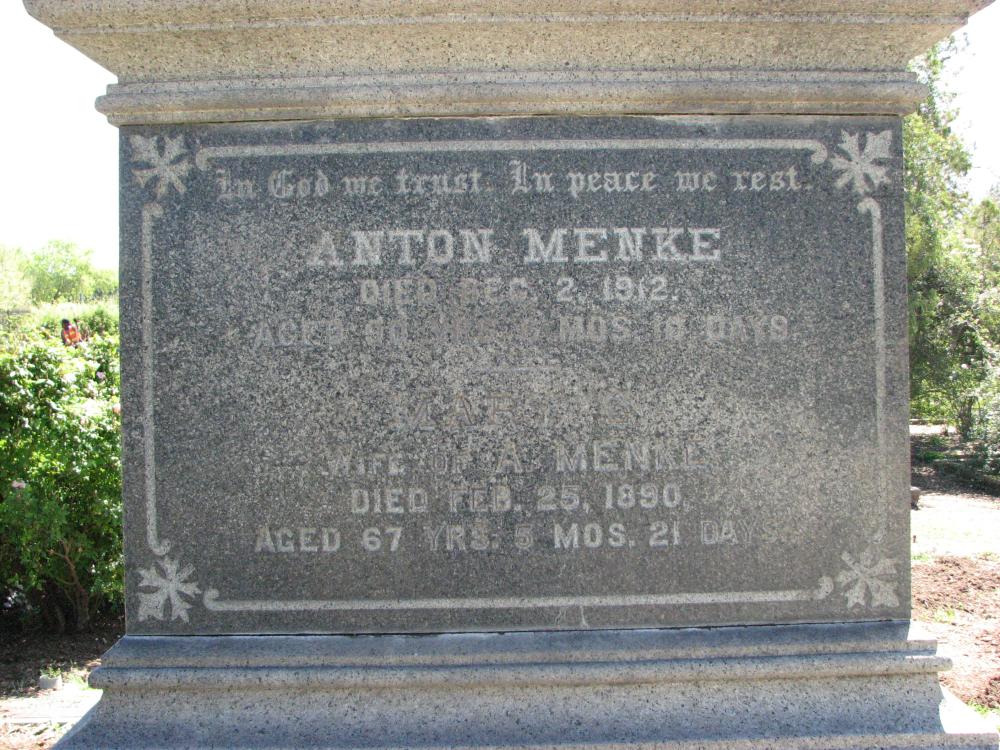 In God we trust. In peace we rest.
ANTON MENKE
DIED DEC. 2, 1912.
AGED 90 MOS. DAYS.
WIFE OF A. MENKE
DIED FEB. 25, 1890.
AGED 67 YRS. 5 MOS. 21 DAYS.